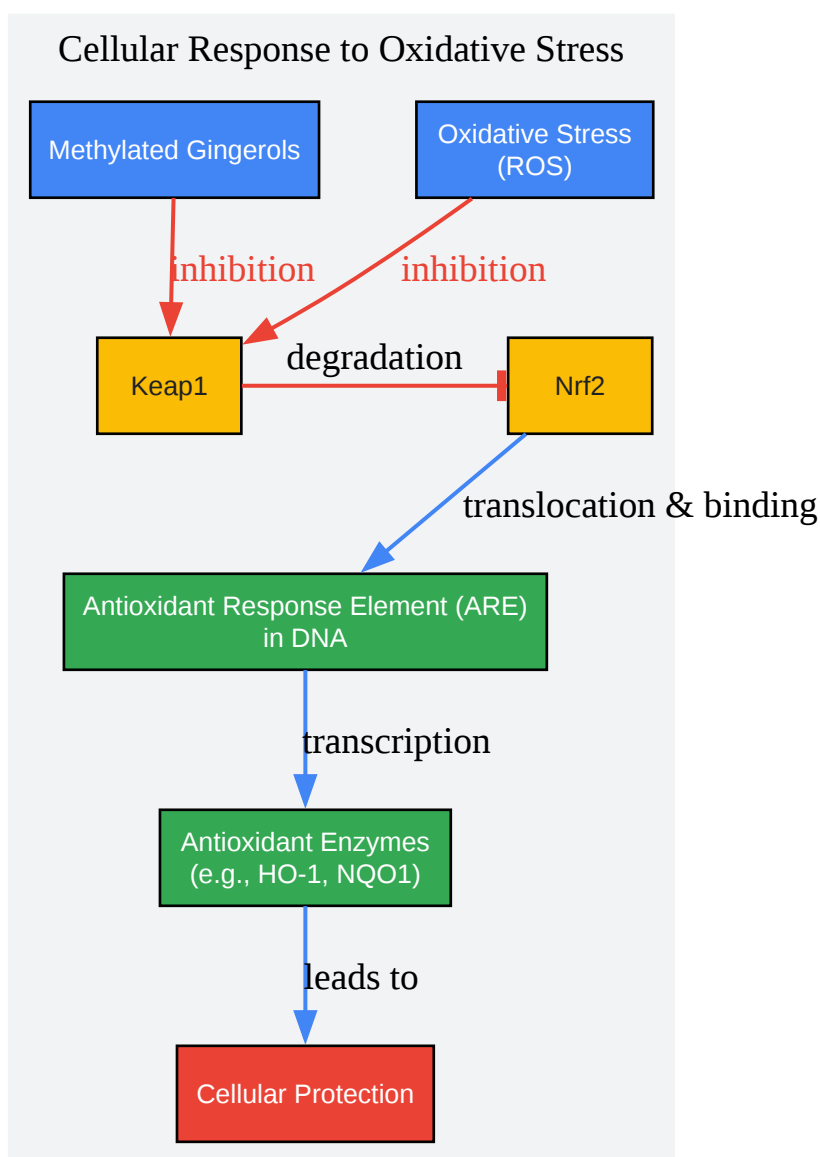 Cellular Response to Oxidative Stress
Methylated Gingerols
Oxidative Stress
(ROS)
inhibition
inhibition
degradation
Keap1
Nrf2
translocation & binding
Antioxidant Response Element (ARE)
in DNA
transcription
Antioxidant Enzymes
(e.g., HO-1, NQO1)
leads to
Cellular Protection